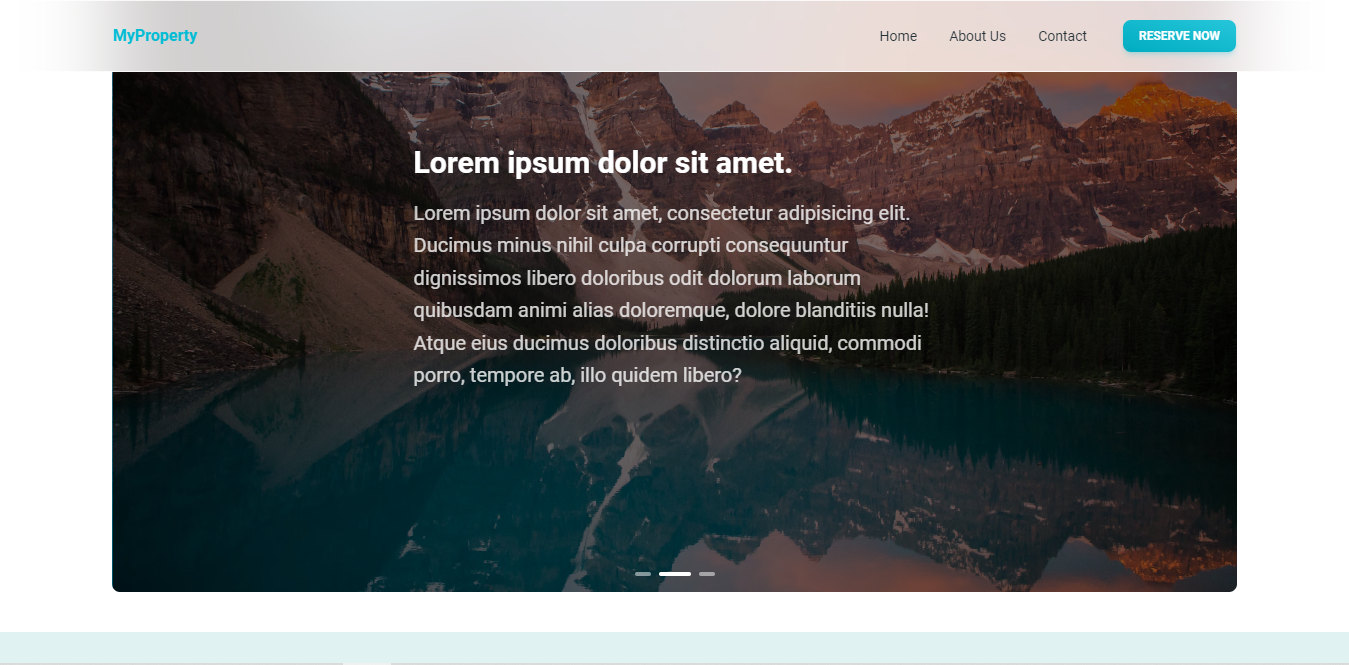 MyProperty
Home
About Us
Contact
RESERVE NOW
Lorem ipsum dolor sit amet.
Lorem ipsum dolor sit amet, consectetur adipisicing elit.
Ducimus minus nihil culpa corrupti consequuntur
dignissimos libero doloribus odit dolorum laborum
quibusdam animi alias doloremque, dolore blanditiis nulla!
Atque eius ducimus doloribus distinctio aliquid, commodi
porro, tempore ab, illo quidem libero?